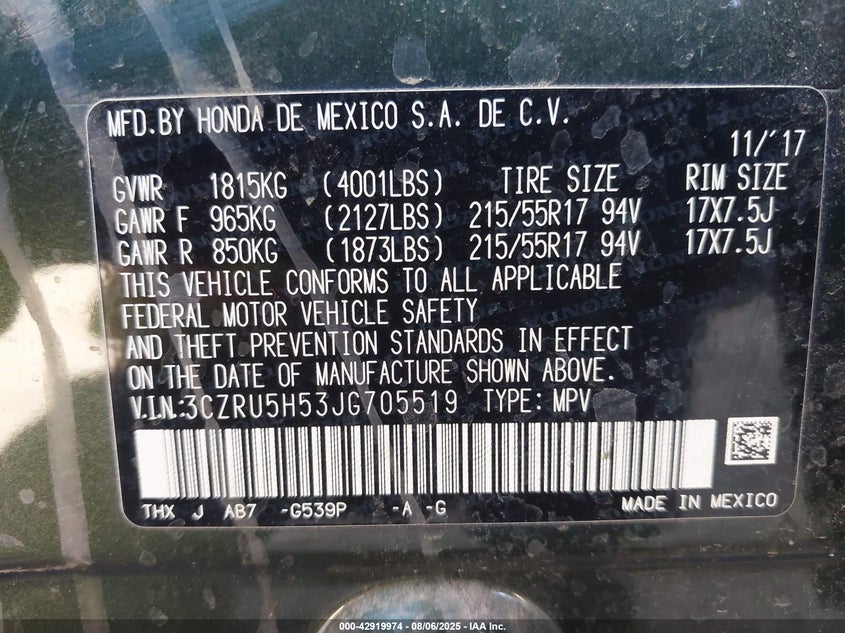 MFD.BY HONDA DE MEXICO S.A. DE C.V.
11/'17
GVWR 1815KG (4001LBS) TIRE SIZE RIM SIZE
GAWR F 965KG (2127LBS) 215/55R17 94V 17X7.5J
GAWR R 850KG (1873LBS) 215/55R17 94V 17X7.5J
THIS VEHICLE CONFORMS TO ALL APPLICABLE
FEDERAL MOTOR VEHICLE SAFETY
AND THEFT PREVENTION STANDARDS IN EFFECT
ON THE DATE OF MANUFACTURE SHOWN ABOVE.
V.I.N.:3CZRU5H53JG705519 TYPE: MPV
THX J AB7 -G539P -A -G MADE IN MEXICO
000-42919974 - 08/06/2025 - IAA Inc.